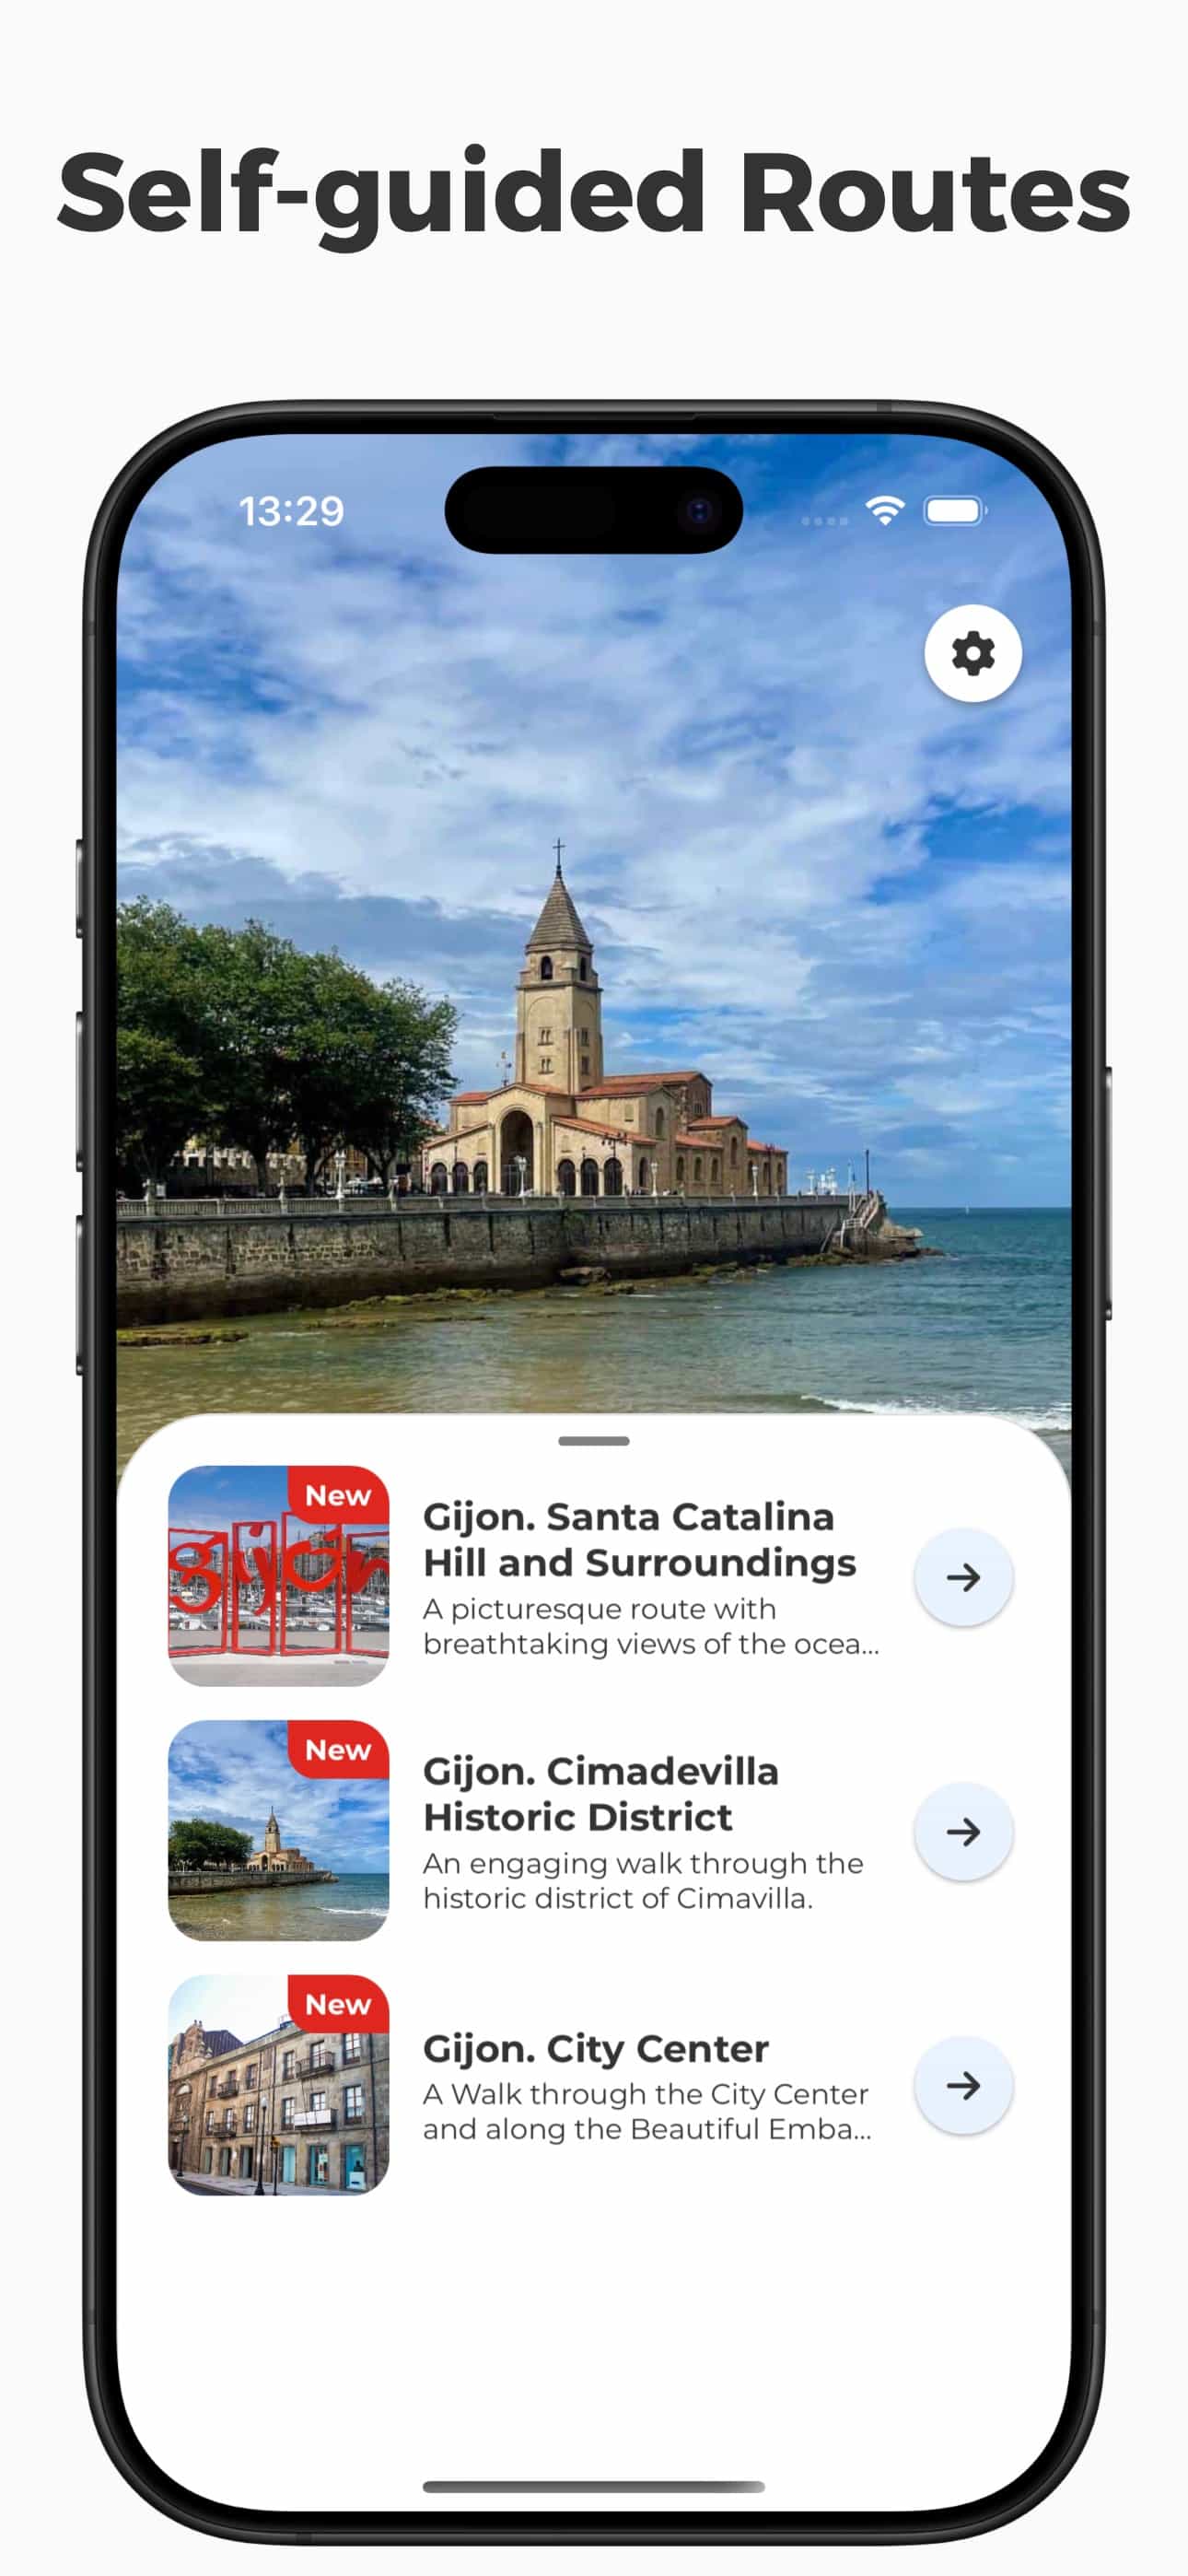 Self-guided Routes
13:29
New
gijón
Gijon. Santa Catalina
Hill and Surroundings
A picturesque route with
breathtaking views of the ocea...
New
Gijon. Cimadevilla
Historic District
An engaging walk through the
historic district of Cimavilla.
New
Gijon. City Center
A Walk through the City Center
and along the Beautiful Emba...